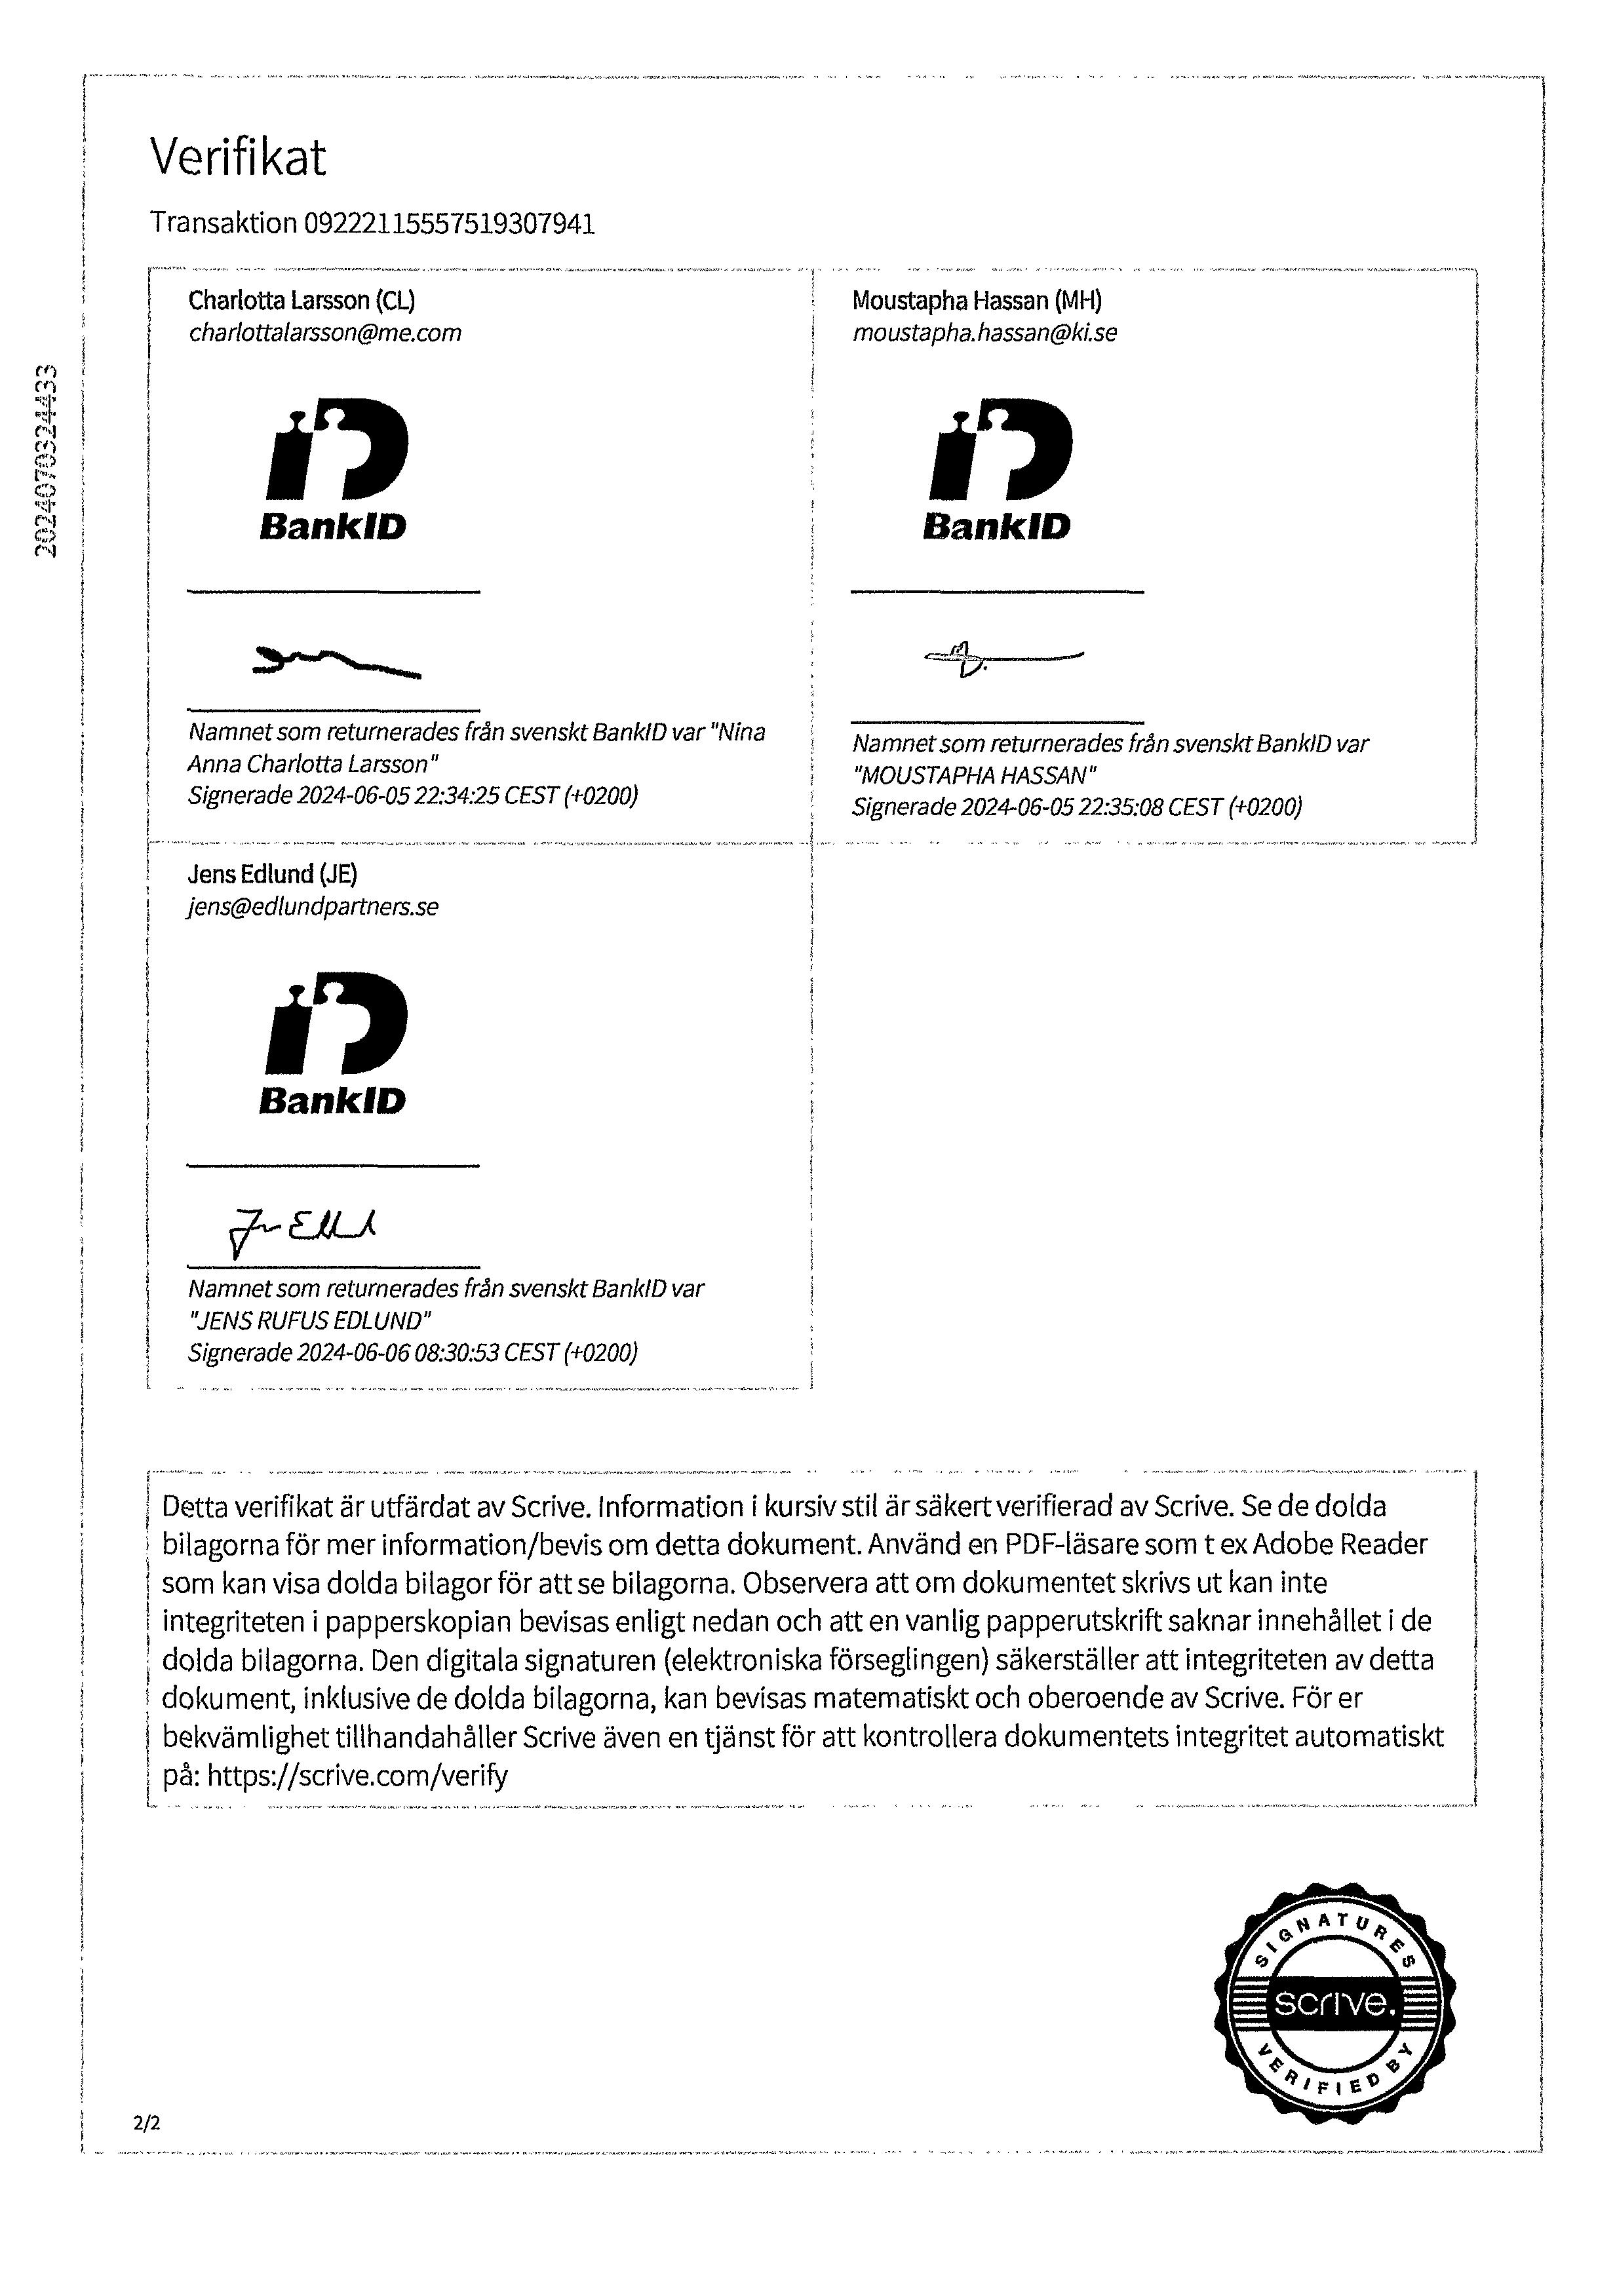 Verifikat
Transaktion 09222115557519307941
2024070324433
Charlotta Larsson (CL)
charlottalarsson@me.com
BankID
Namnet som returnerades från svenskt BankID var "Nina
Anna Charlotta Larsson"
Signerade 2024-06-05 22:34:25 CEST (+0200)
Moustapha Hassan (MH)
moustapha.hassan@ki.se
BankID
Namnet som returnerades från svenskt BankID var
"MOUSTAPHA HASSAN"
Signerade 2024-06-05 22:35:08 CEST (+0200)
Jens Edlund (JE)
jens@edlundpartners.se
BankID
Namnet som returnerades från svenskt BankID var
"JENS RUFUS EDLUND"
Signerade 2024-06-06 08:30:53 CEST (+0200)
Detta verifikat är utfärdat av Scrive. Information i kursiv stil är säkert verifierad av Scrive. Se de dolda
bilagorna för mer information/bevis om detta dokument. Använd en PDF-läsare som t ex Adobe Reader
som kan visa dolda bilagor för att se bilagorna. Observera att om dokumentet skrivs ut kan inte
integriteten i papperskopian bevisas enligt nedan och att en vanlig papperutskrift saknar innehållet i de
dolda bilagorna. Den digitala signaturen (elektroniska förseglingen) säkerställer att integriteten av detta
dokument, inklusive de dolda bilagorna, kan bevisas matematiskt och oberoende av Scrive. För er
bekvämlighet tillhandahåller Scrive även en tjänst för att kontrollera dokumentets integritet automatiskt
på: https://scrive.com/verify
SIGNATURES
scrive.
VERIFIED BY
2/2